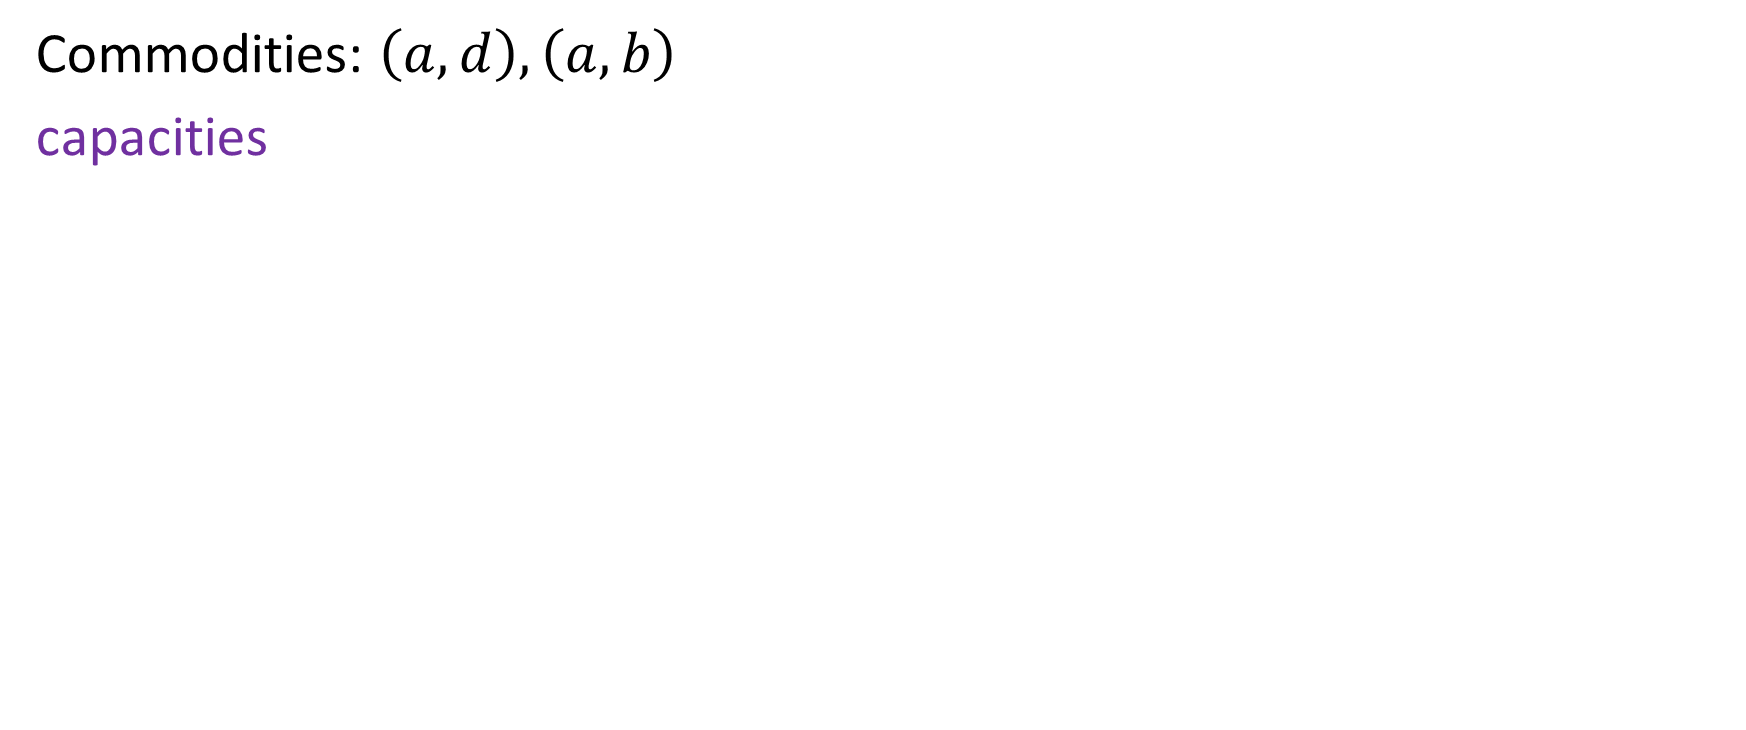 Commodities: (a, d), (a, b)
capacities